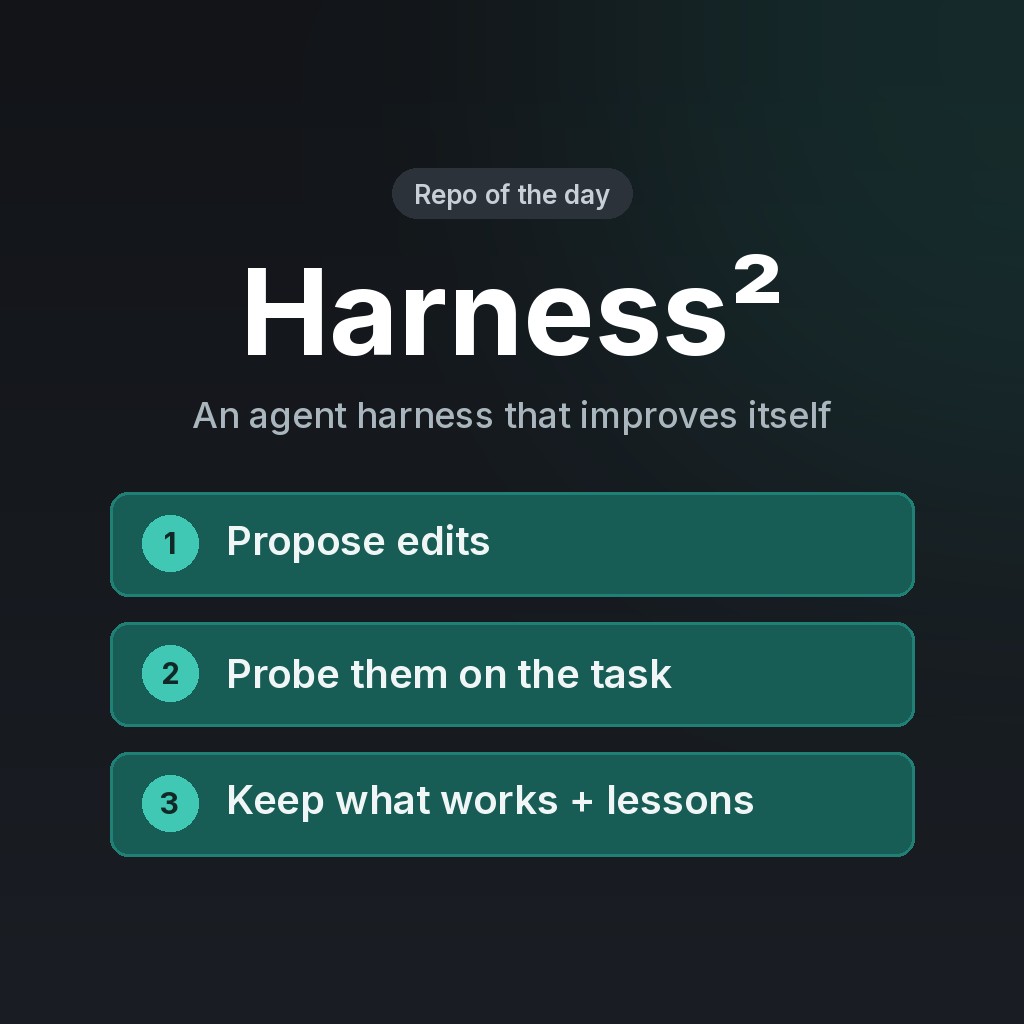 Repo of the day
Harness²
An agent harness that improves itself
1 Propose edits
2 Probe them on the task
3 Keep what works + lessons